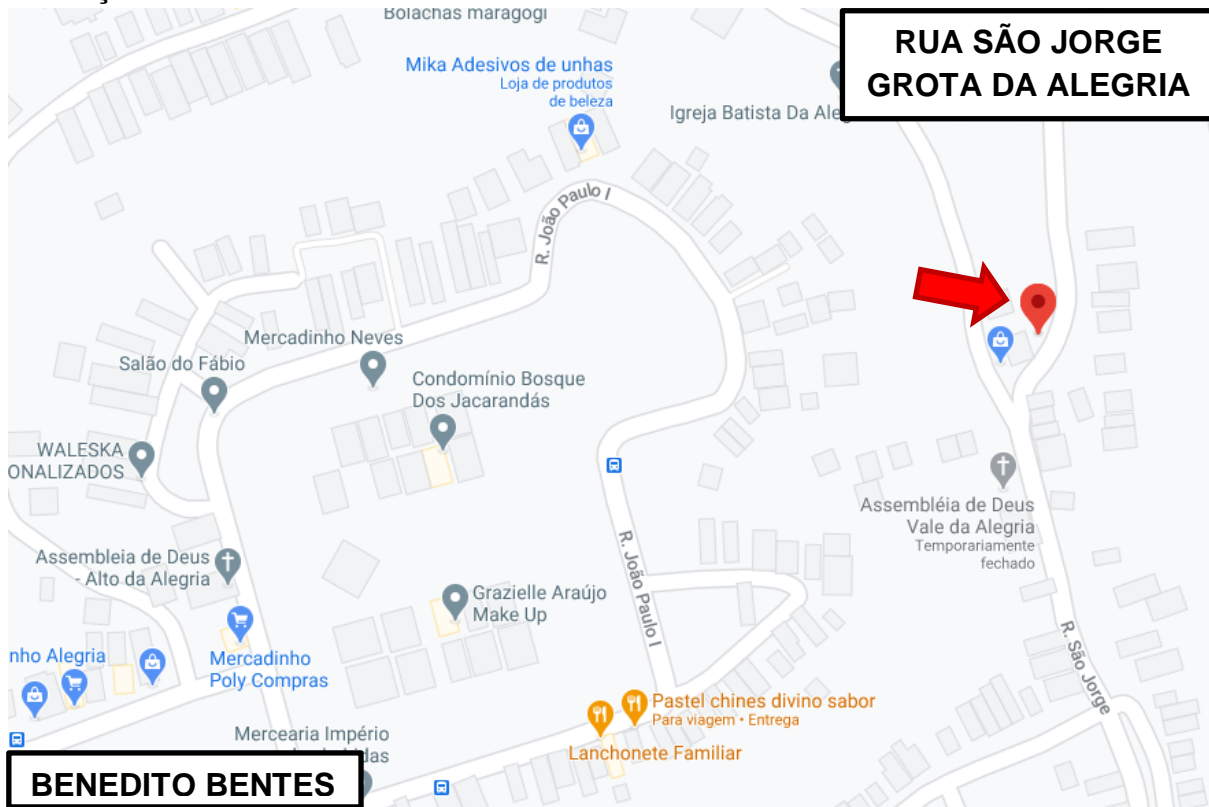 Bolachas maragogi
RUA SÃO JORGE
GROTA DA ALEGRIA
Mika Adesivos de unhas
Loja de produtos
de beleza
Igreja Batista Da
R. João Paulo I
Mercadinho Neves
Salão do Fábio
Condomínio Bosque
Dos Jacarandás
WALESKA
ONALIZADOS
Assembléia de Deus
Vale da Alegria
Temporariamente
fechado
R. João Paulo I
Assembleia de Deus
- Alto da Alegria
Grazielle Araújo
Make Up
R. São Jorge
nho Alegria
Mercadinho
Poly Compras
Pastel chines divino sabor
Para viagem • Entrega
Mercearia Império
Lanchonete Familiar
BENEDITO BENTES